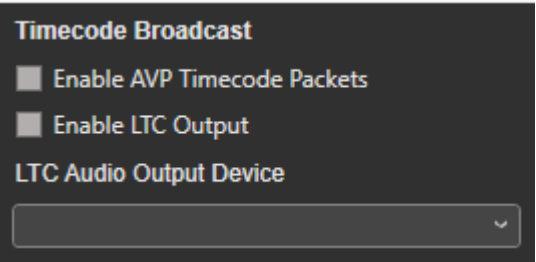 Timecode Broadcast
Enable AVP Timecode Packets
Enable LTC Output
LTC Audio Output Device